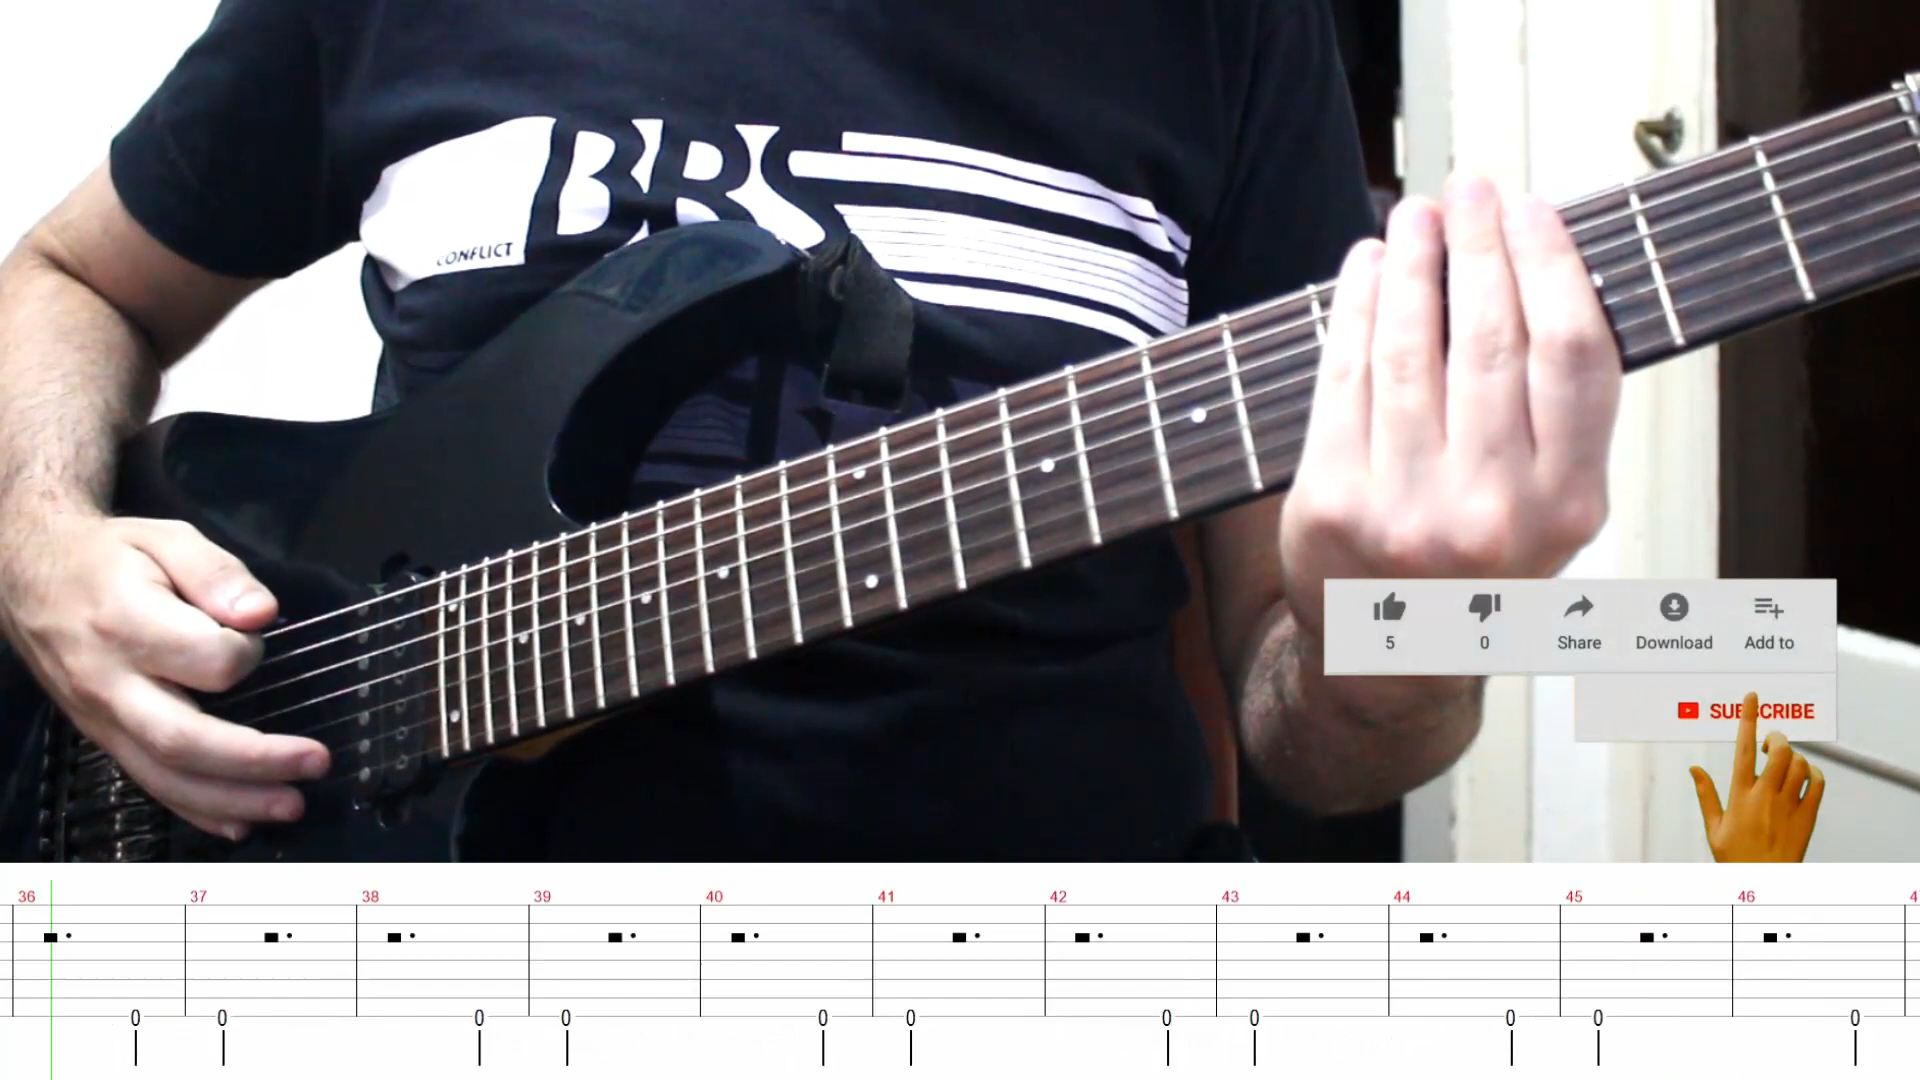 BRS
CONFLICT
5 0 Share Download Add to
SUBSCRIBE
36 37 38 39 40 41 42 43 44 45 46 4
0 0 0 0 0 0 0 0 0 0 0